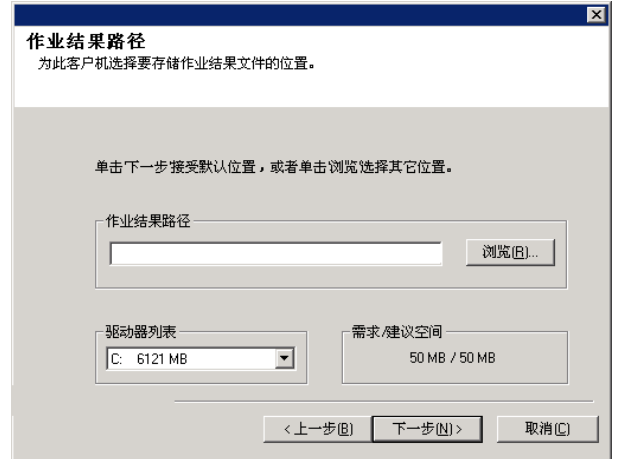 作业结果路径
为此客户机选择要存储作业结果文件的位置。
单击'下一步'接受默认位置，或者单击'浏览'选择其它位置。
作业结果路径
浏览(R)...
驱动器列表
需求/建议空间
C: 6121 MB
50 MB / 50 MB
<上一步(B)
下一步(N)>
取消(C)